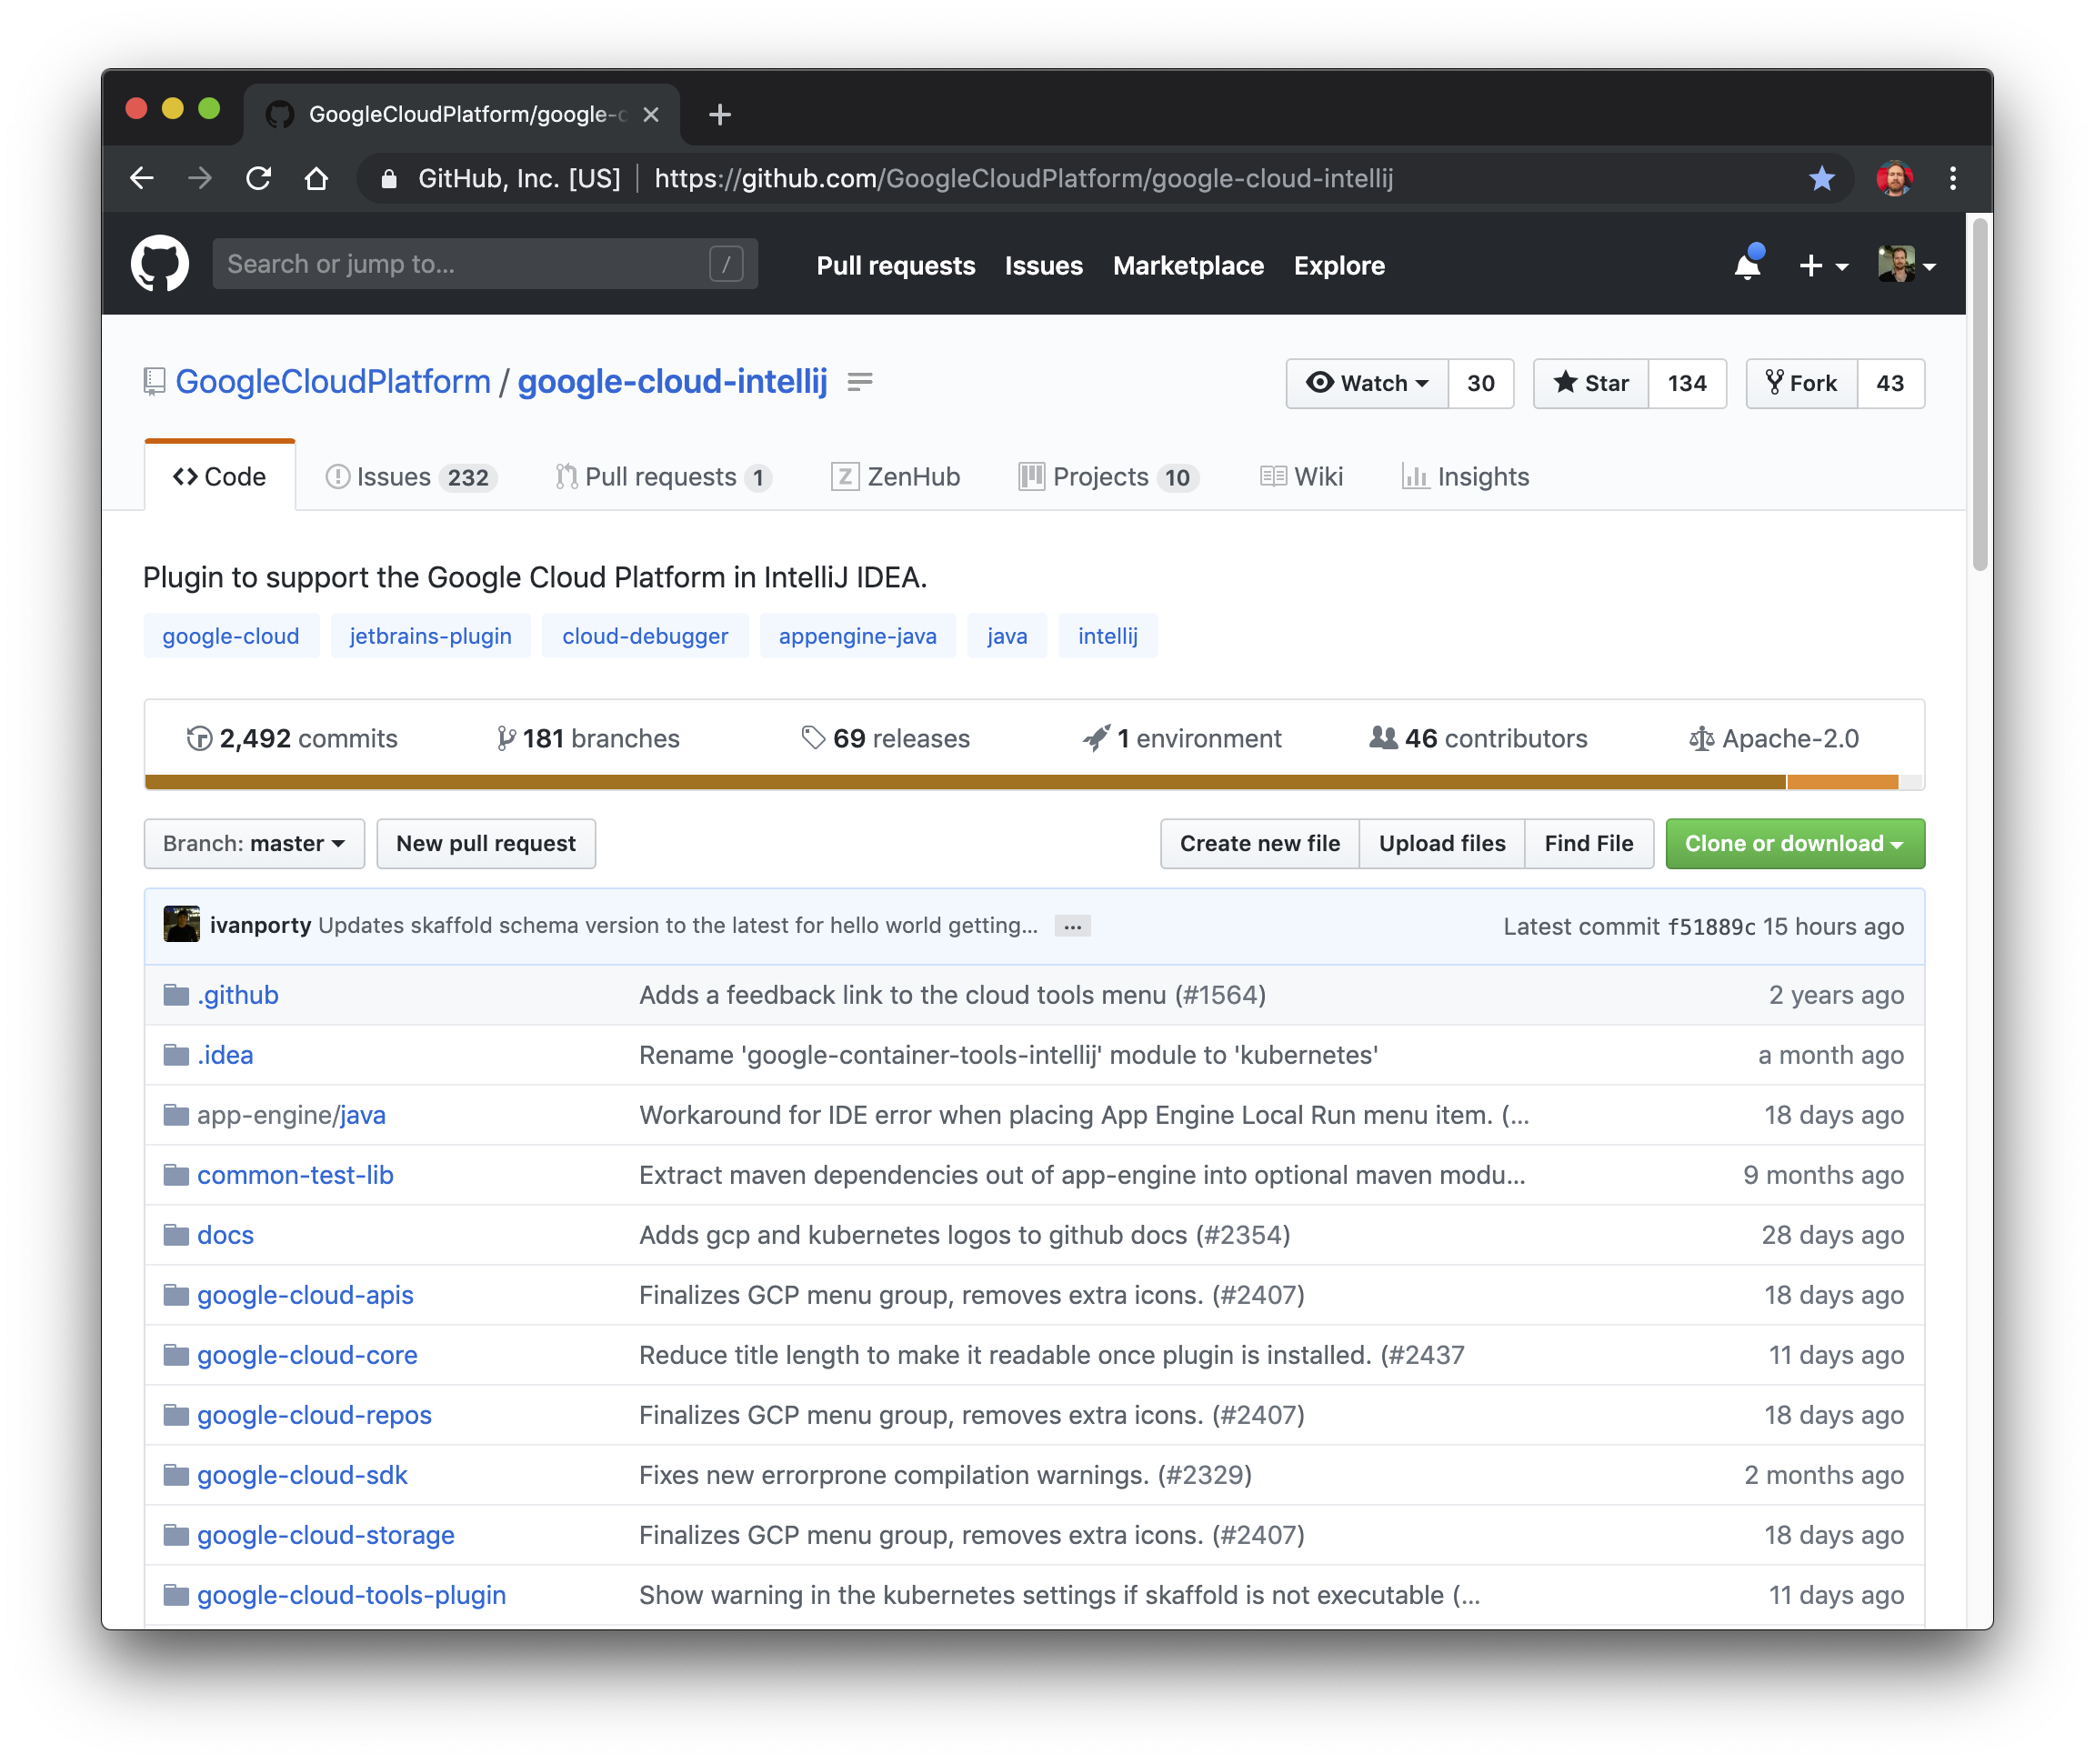 GoogleCloudPlatform/google-c
GitHub, Inc. [US] | https://github.com/GoogleCloudPlatform/google-cloud-intellij
Search or jump to... / Pull requests Issues Marketplace Explore
GoogleCloudPlatform / google-cloud-intellij Watch 30 Star 134 Fork 43
Code Issues 232 Pull requests 1 ZenHub Projects 10 Wiki Insights
Plugin to support the Google Cloud Platform in IntelliJ IDEA.
google-cloud jetbrains-plugin cloud-debugger appengine-java java intellij
2,492 commits 181 branches 69 releases 1 environment 46 contributors Apache-2.0
Branch: master New pull request Create new file Upload files Find File Clone or download
ivanporty Updates skaffold schema version to the latest for hello world getting... ... Latest commit f51889c 15 hours ago
.github Adds a feedback link to the cloud tools menu (#1564) 2 years ago
.idea Rename 'google-container-tools-intellij' module to 'kubernetes' a month ago
app-engine/java Workaround for IDE error when placing App Engine Local Run menu item. (... 18 days ago
common-test-lib Extract maven dependencies out of app-engine into optional maven modu... 9 months ago
docs Adds gcp and kubernetes logos to github docs (#2354) 28 days ago
google-cloud-apis Finalizes GCP menu group, removes extra icons. (#2407) 18 days ago
google-cloud-core Reduce title length to make it readable once plugin is installed. (#2437 11 days ago
google-cloud-repos Finalizes GCP menu group, removes extra icons. (#2407) 18 days ago
google-cloud-sdk Fixes new errorprone compilation warnings. (#2329) 2 months ago
google-cloud-storage Finalizes GCP menu group, removes extra icons. (#2407) 18 days ago
google-cloud-tools-plugin Show warning in the kubernetes settings if skaffold is not executable (... 11 days ago